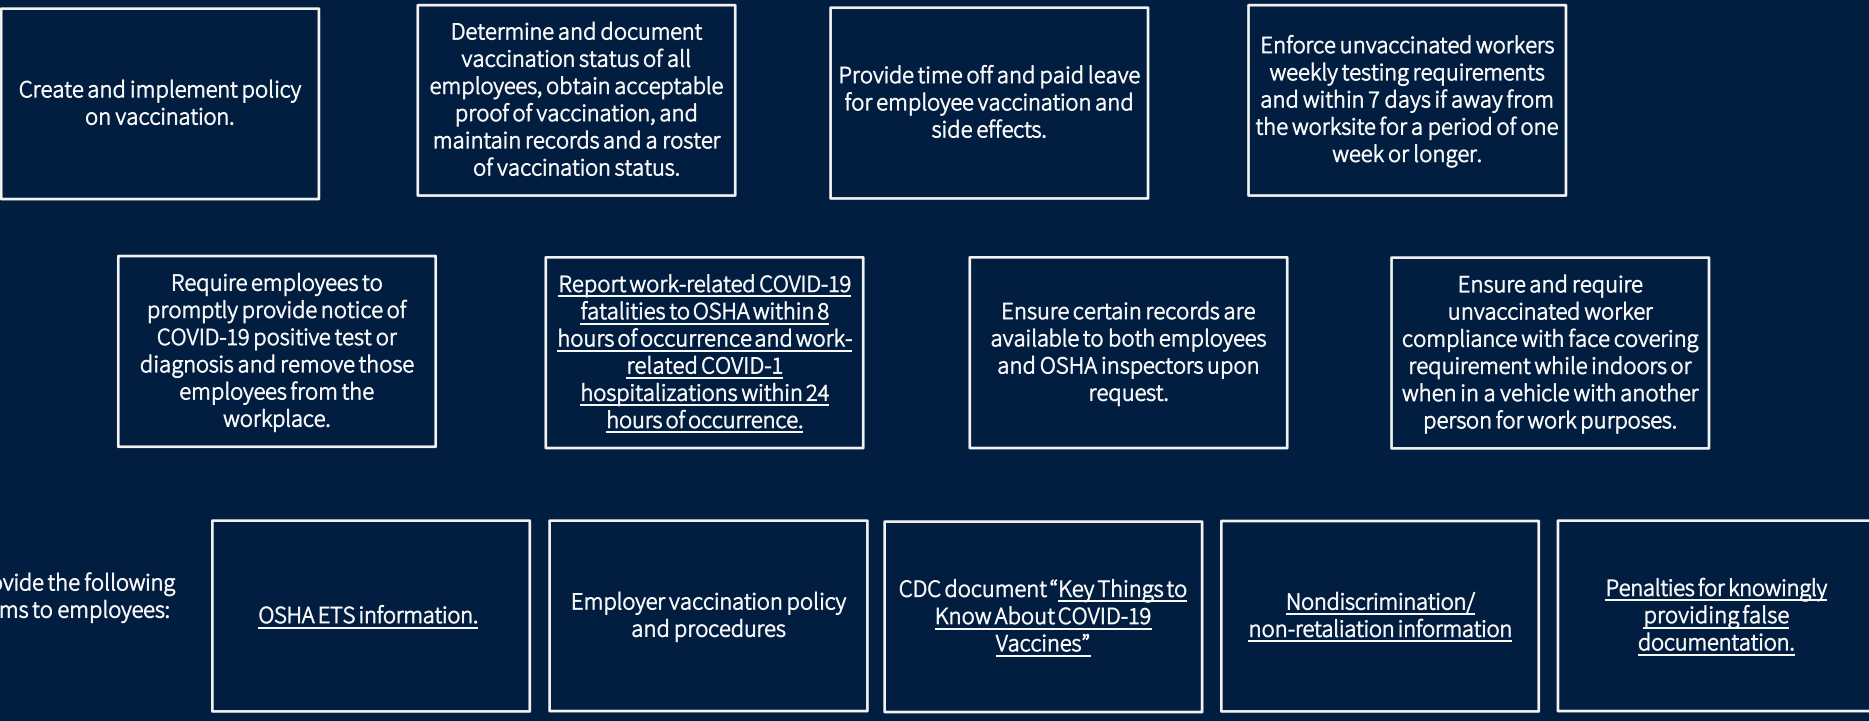 Create and implement policy
on vaccination.
Determine and document
vaccination status of all
employees, obtain acceptable
proof of vaccination, and
maintain records and a roster
of vaccination status.
Provide time off and paid leave
for employee vaccination and
side effects.
Enforce unvaccinated workers
weekly testing requirements
and within 7 days if away from
the worksite for a period of one
week or longer.
Require employees to
promptly provide notice of
COVID-19 positive test or
diagnosis and remove those
employees from the
workplace.
Report work-related COVID-19
fatalities to OSHA within 8
hours of occurrence and work-
related COVID-1
hospitalizations within 24
hours of occurrence.
Ensure certain records are
available to both employees
and OSHA inspectors upon
request.
Ensure and require
unvaccinated worker
compliance with face covering
requirement while indoors or
when in a vehicle with another
person for work purposes.
the following
to employees:
OSHA ETS information.
Employer vaccination policy
and procedures
CDC document “Key Things to
Know About COVID-19
Vaccines”
Nondiscrimination/
non-retaliation information
Penalties for knowingly
providing false
documentation.